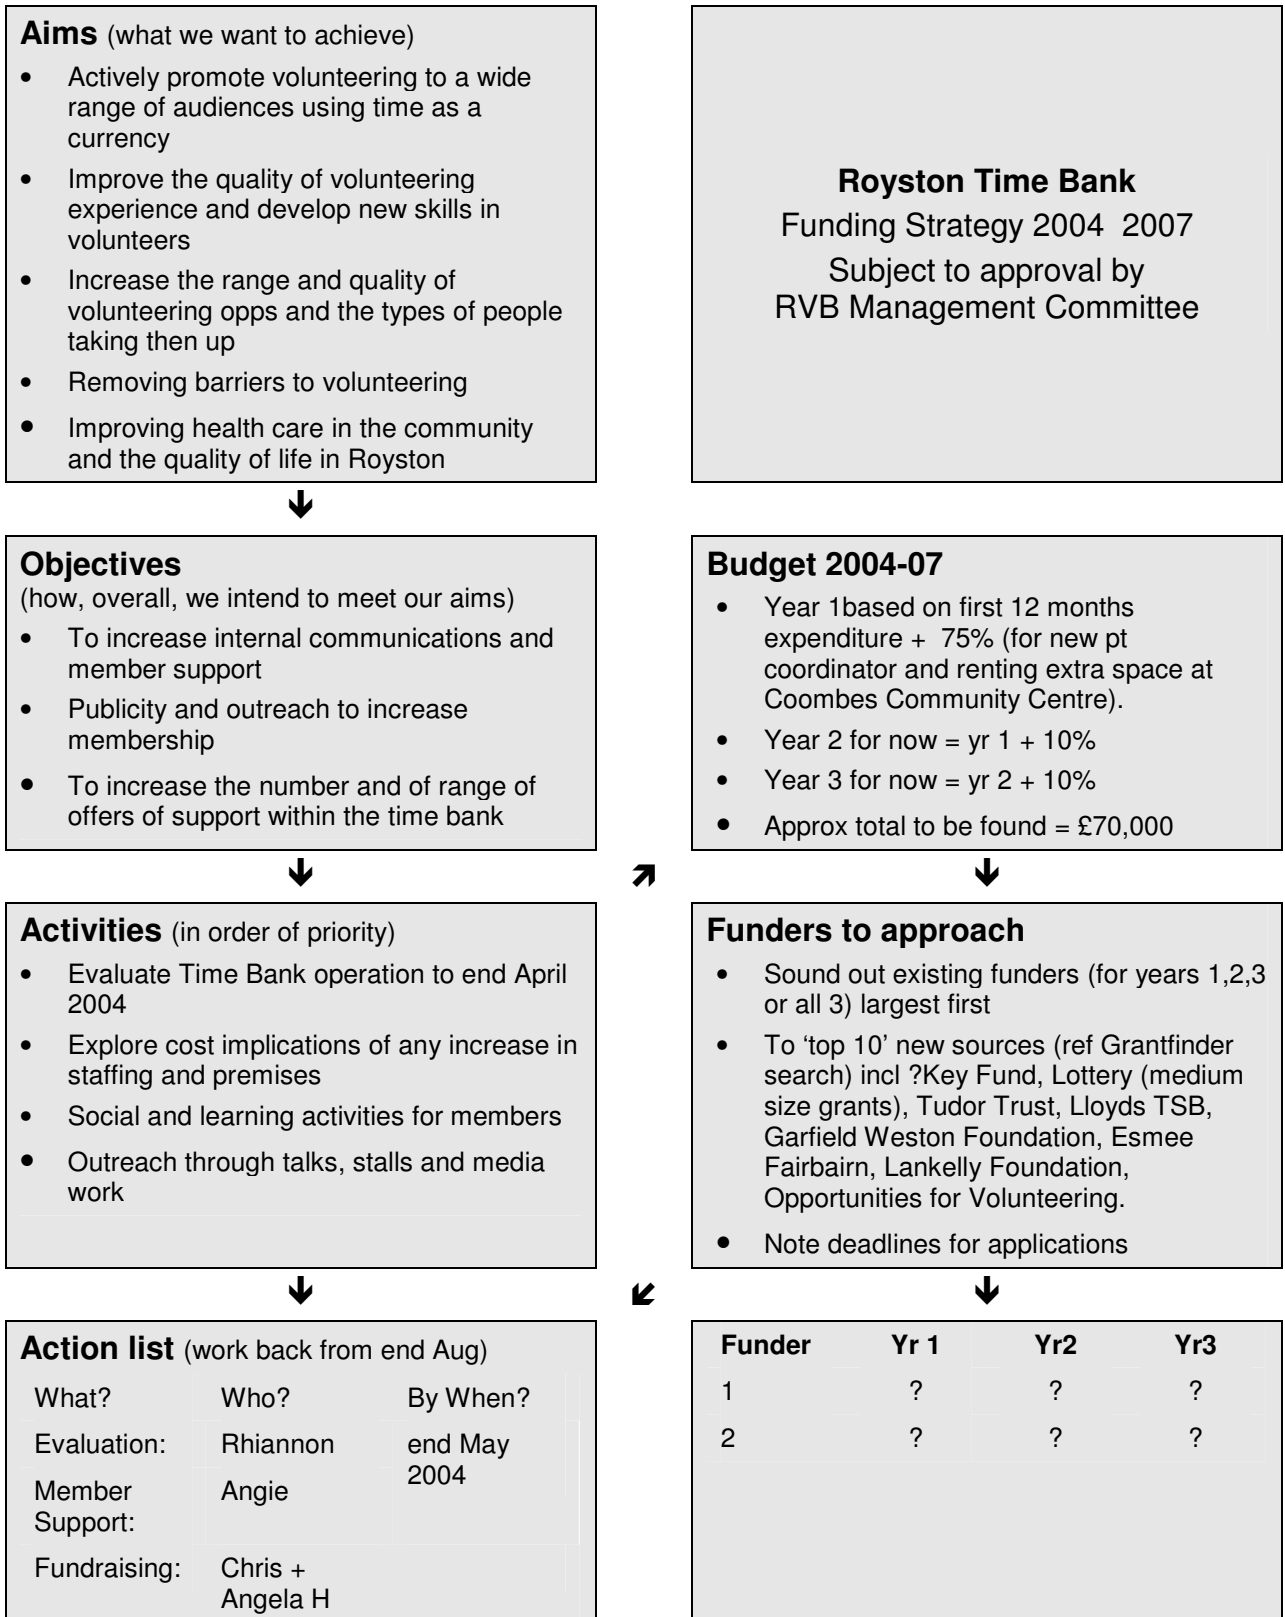 Aims (what we want to achieve)
• Actively promote volunteering to a wide
range of audiences using time as a
currency
• Improve the quality of volunteering
experience and develop new skills in
volunteers
• Increase the range and quality of
volunteering opps and the types of people
taking then up
• Removing barriers to volunteering
• Improving health care in the community
and the quality of life in Royston
Royston Time Bank
Funding Strategy 2004 2007
Subject to approval by
RVB Management Committee
Objectives
(how, overall, we intend to meet our aims)
• To increase internal communications and
member support
• Publicity and outreach to increase
membership
• To increase the number and of range of
offers of support within the time bank
Budget 2004-07
• Year 1based on first 12 months
expenditure + 75% (for new pt
coordinator and renting extra space at
Coombes Community Centre).
• Year 2 for now = yr 1 + 10%
• Year 3 for now = yr 2 + 10%
• Approx total to be found = £70,000
Activities (in order of priority)
• Evaluate Time Bank operation to end April
2004
• Explore cost implications of any increase in
staffing and premises
• Social and learning activities for members
• Outreach through talks, stalls and media
work
Funders to approach
• Sound out existing funders (for years 1,2,3
or all 3) largest first
• To ‘top 10’ new sources (ref Grantfinder
search) incl ?Key Fund, Lottery (medium
size grants), Tudor Trust, Lloyds TSB,
Garfield Weston Foundation, Esmee
Fairbairn, Lankelly Foundation,
Opportunities for Volunteering.
• Note deadlines for applications
Action list (work back from end Aug)
What? Who? By When?
Evaluation: Rhiannon end May
2004
Member Angie
Support:
Fundraising: Chris +
Angela H
Funder Yr 1 Yr2 Yr3
1 ? ? ?
2 ? ? ?